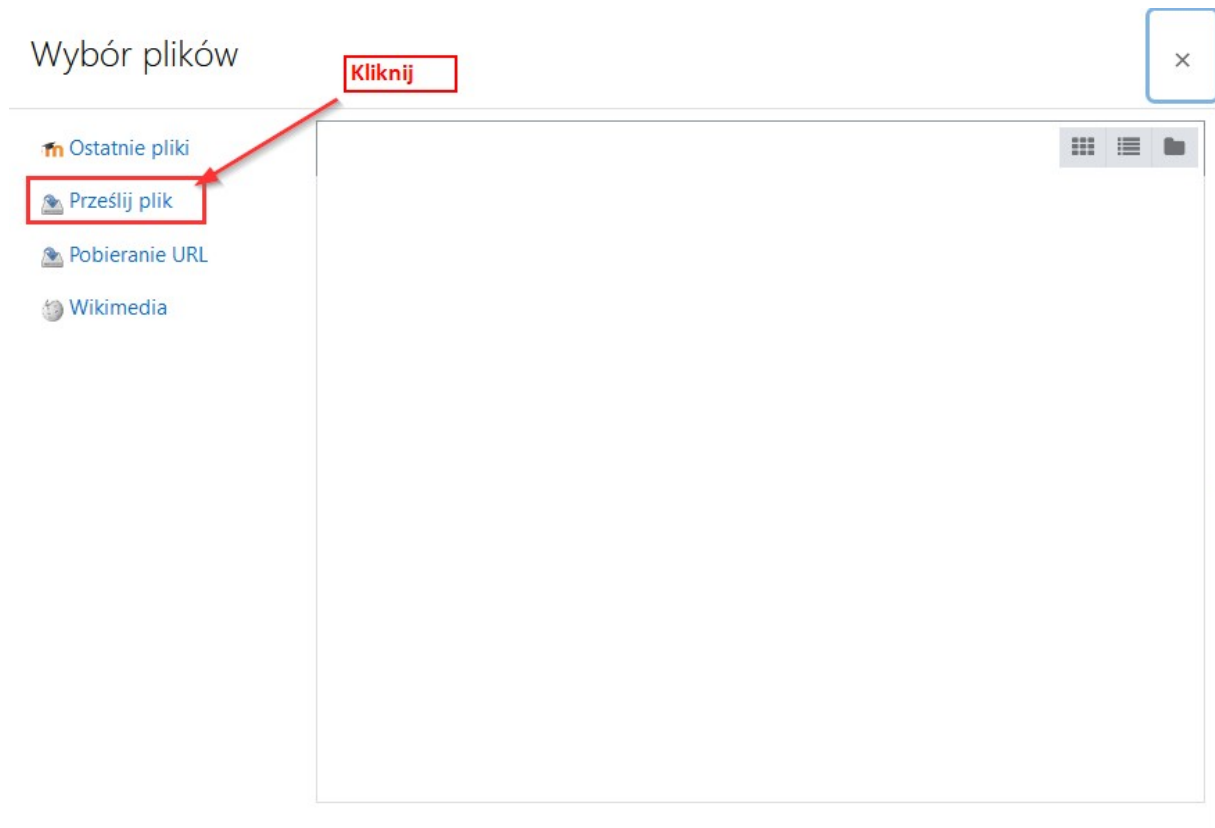 Wybór plików
Kliknij
×
Ostatnie pliki
Prześlij plik
Pobieranie URL
Wikimedia